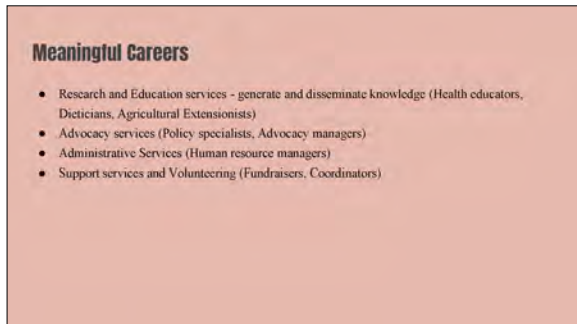 Meaningful Careers
● Research and Education services - generate and disseminate knowledge (Health educators,
Dieticians, Agricultural Extensionists)
● Advocacy services (Policy specialists, Advocacy managers)
● Administrative Services (Human resource managers)
● Support services and Volunteering (Fundraisers, Coordinators)